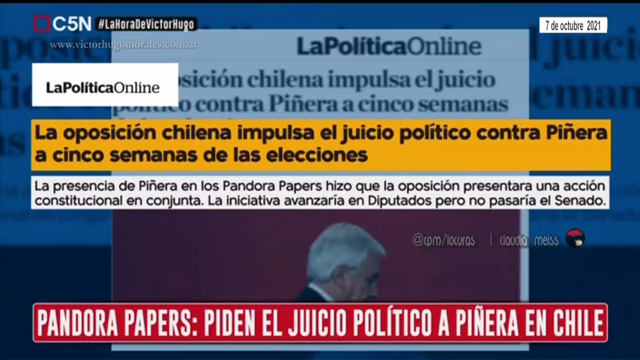 C5N
#LaHoraDeVictorHugo
www.victorhugomorales.com.ar
7 de octubre 2021
LaPolíticaOnline
LaPolíticaOnline
oposición chilena impulsa el juicio
contra Piñera a cinco semanas
La oposición chilena impulsa el juicio político contra Piñera
a cinco semanas de las elecciones
La presencia de Piñera en los Pandora Papers hizo que la oposición presentara una acción
constitucional en conjunta. La iniciativa avanzaría en Diputados pero no pasaría el Senado.
@cpm/locuras | claudia meiss
PANDORA PAPERS: PIDEN EL JUICIO POLÍTICO A PIÑERA EN CHILE